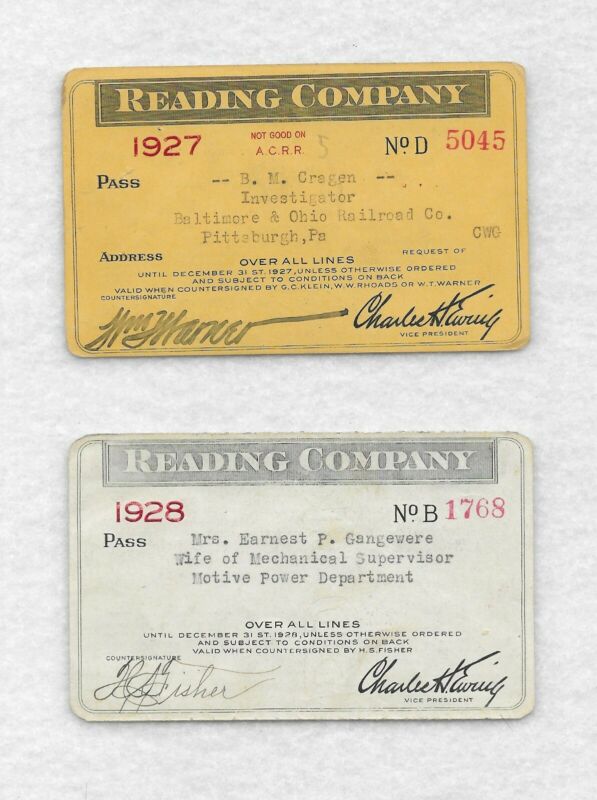 READING COMPANY
1927 NOT GOOD ON A.C.R.R. 5 No D 5045
PASS -- B. M. Cragen --
Investigator
Baltimore & Ohio Railroad Co.
Pittsburgh,Pa CWG
ADDRESS OVER ALL LINES REQUEST OF
UNTIL DECEMBER 31 ST. 1927, UNLESS OTHERWISE ORDERED
AND SUBJECT TO CONDITIONS ON BACK
VALID WHEN COUNTERSIGNED BY G.C. KLEIN, W.W. RHOADS OR W.T. WARNER
COUNTERSIGNATURE
Wm T Warner Charles H. Ewing
VICE PRESIDENT
READING COMPANY
1928 No B 1768
PASS Mrs. Earnest P. Gangewere
Wife of Mechanical Supervisor
Motive Power Department
OVER ALL LINES
UNTIL DECEMBER 31 ST. 1928, UNLESS OTHERWISE ORDERED
AND SUBJECT TO CONDITIONS ON BACK
VALID WHEN COUNTERSIGNED BY H.S. FISHER
COUNTERSIGNATURE
H S Fisher Charles H. Ewing
VICE PRESIDENT